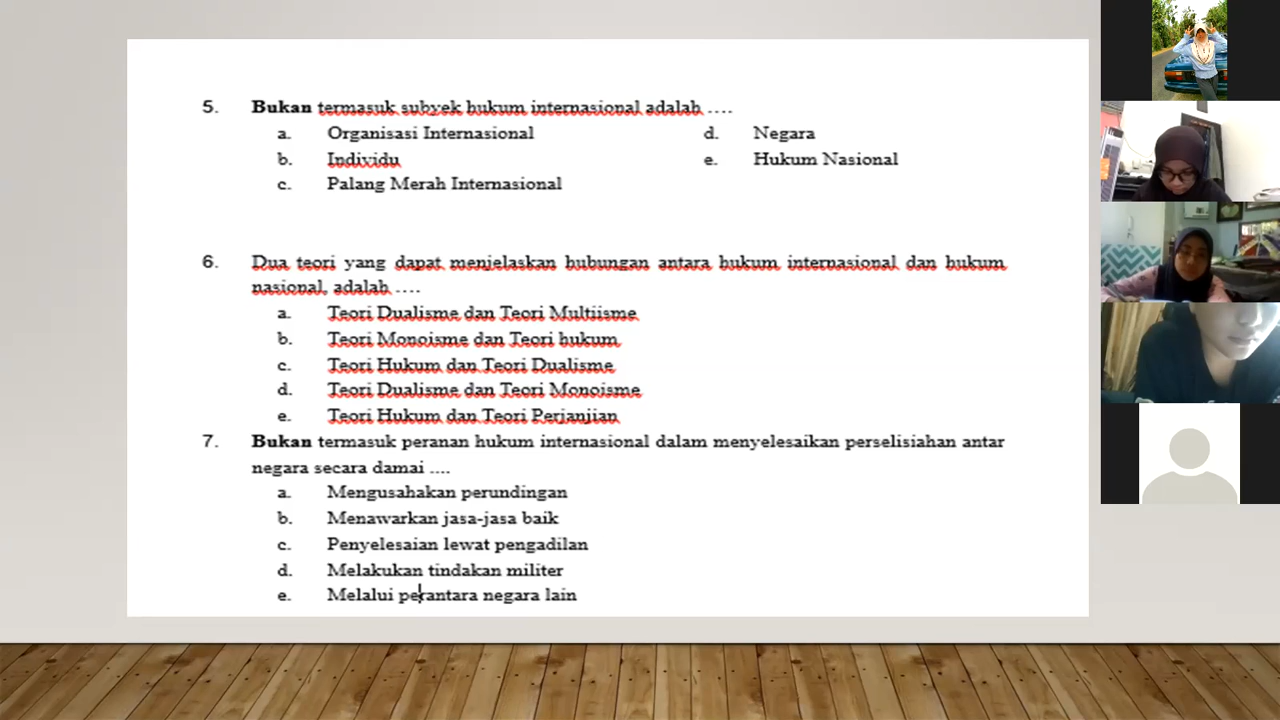 5. Bukan termasuk subyek hukum internasional adalah ....
a. Organisasi Internasional d. Negara
b. Individu e. Hukum Nasional
c. Palang Merah Internasional
6. Dua teori yang dapat menjelaskan hubungan antara hukum internasional dan hukum
nasional, adalah ....
a. Teori Dualisme dan Teori Multiisme
b. Teori Monoisme dan Teori hukum
c. Teori Hukum dan Teori Dualisme
d. Teori Dualisme dan Teori Monoisme
e. Teori Hukum dan Teori Perjanjian
7. Bukan termasuk peranan hukum internasional dalam menyelesaikan perselisiahan antar
negara secara damai ....
a. Mengusahakan perundingan
b. Menawarkan jasa-jasa baik
c. Penyelesaian lewat pengadilan
d. Melakukan tindakan militer
e. Melalui perantara negara lain